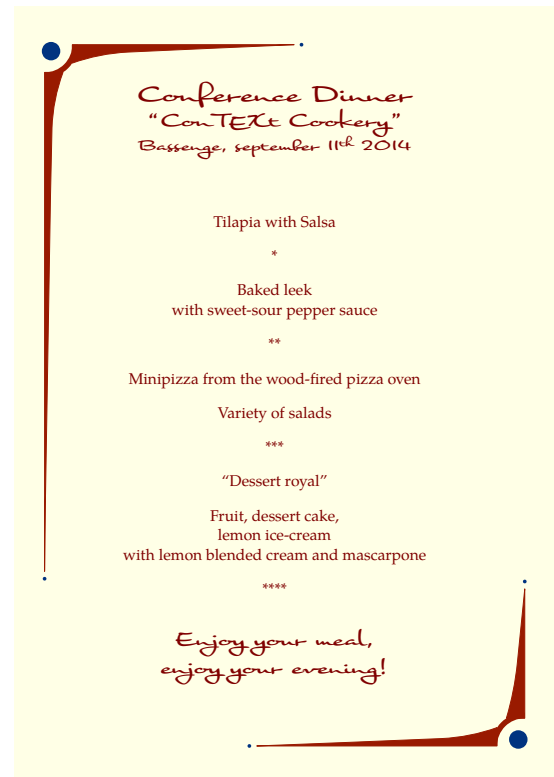 Conference Dinner
“ConTEXt Cookery”
Bassenge, september 11th 2014
Tilapia with Salsa
*
Baked leek
with sweet-sour pepper sauce
**
Minipizza from the wood-fired pizza oven
Variety of salads
***
“Dessert royal”
Fruit, dessert cake,
lemon ice-cream
with lemon blended cream and mascarpone
****
Enjoy your meal,
enjoy your evening!